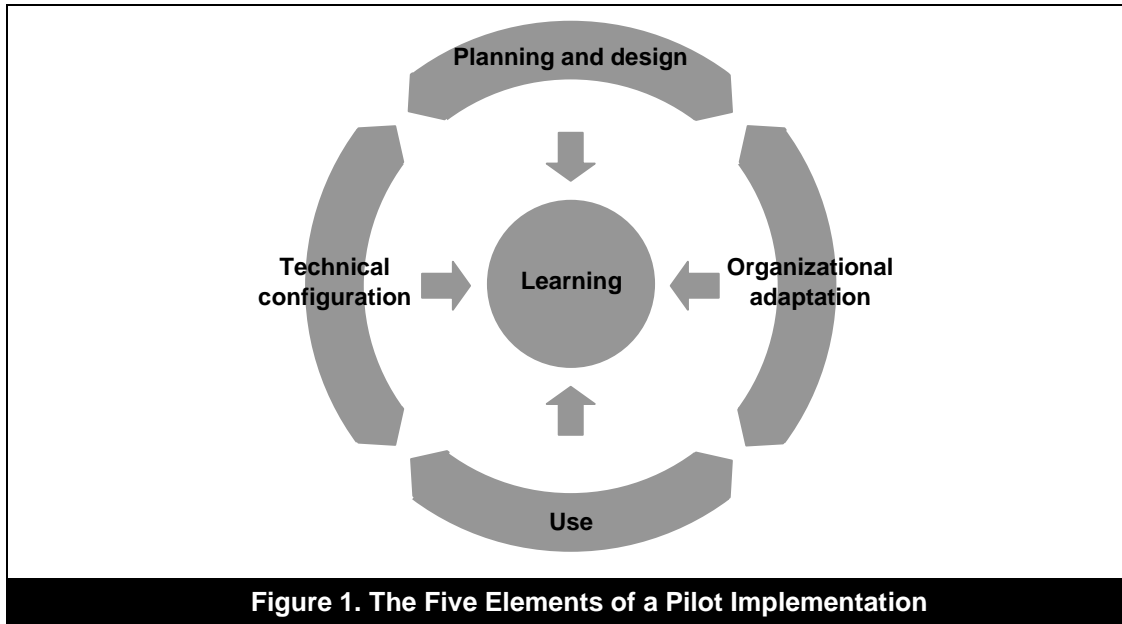 Planning and design
Technical
configuration
Learning
Organizational
adaptation
Use
Figure 1. The Five Elements of a Pilot Implementation